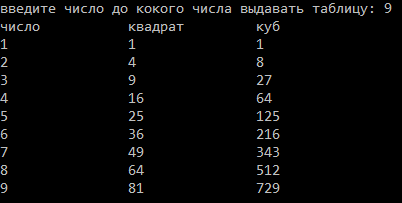 введите число до кокого числа выдавать таблицу: 9
число квадрат куб
1 1 1
2 4 8
3 9 27
4 16 64
5 25 125
6 36 216
7 49 343
8 64 512
9 81 729